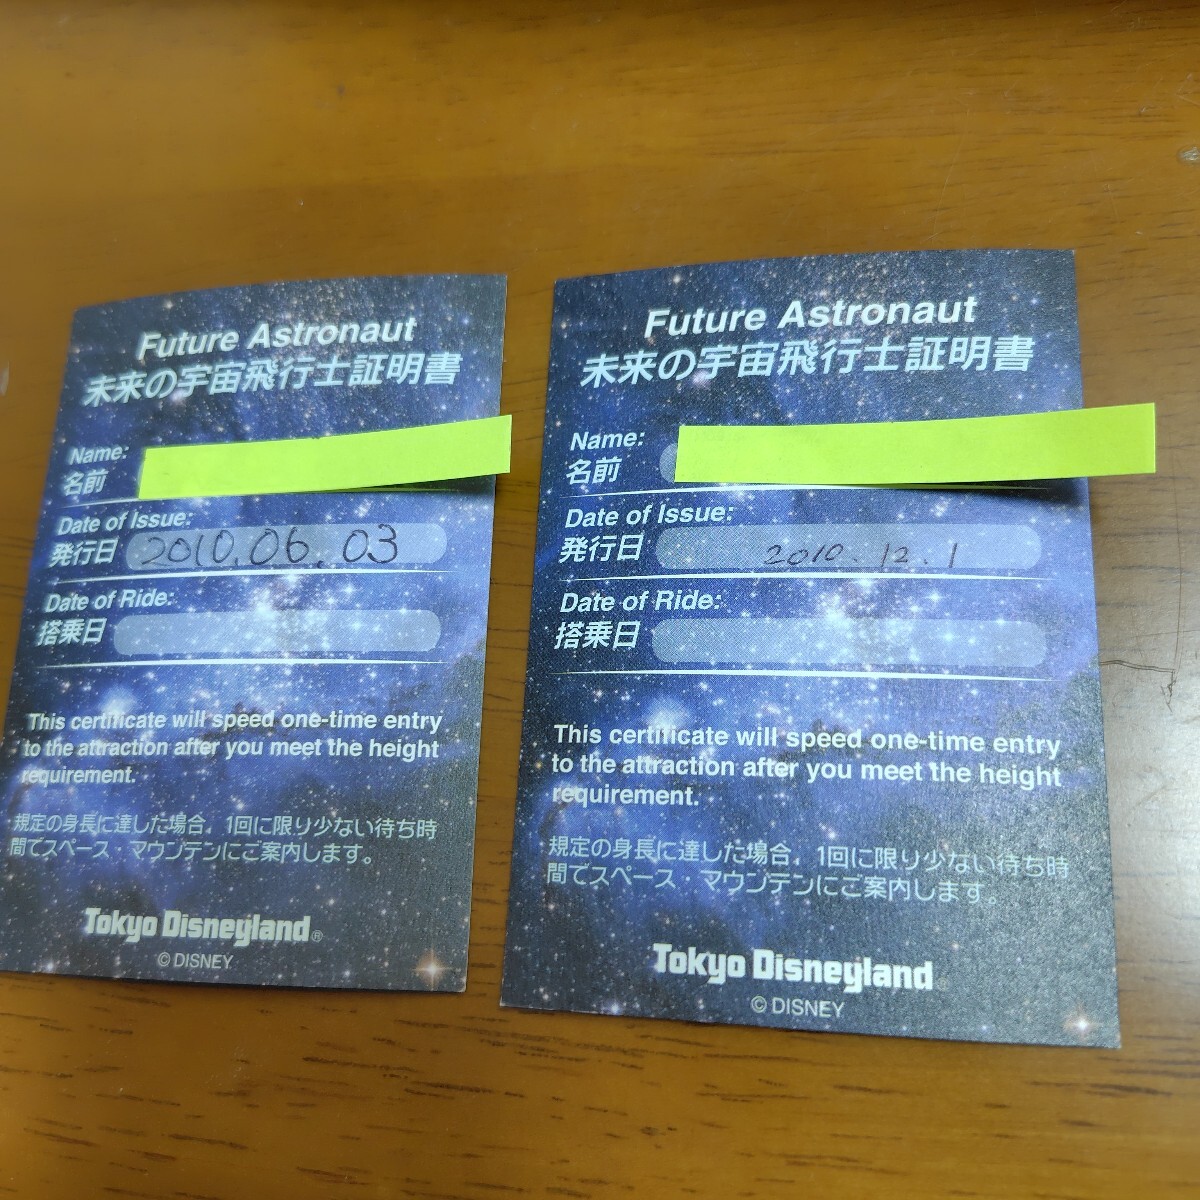 Future Astronaut
未来の宇宙飛行士証明書
Name:
名前
Date of Issue:
発行日 2010.06.03
Date of Ride:
搭乗日
This certificate will speed one-time entry
to the attraction after you meet the height
requirement.
規定の身長に達した場合、1回に限り少ない待ち時
間でスペース・マウンテンにご案内します。
Tokyo Disneyland®
© DISNEY
Future Astronaut
未来の宇宙飛行士証明書
Name:
名前
Date of Issue:
発行日 2010.12.1
Date of Ride:
搭乗日
This certificate will speed one-time entry
to the attraction after you meet the height
requirement.
規定の身長に達した場合、1回に限り少ない待ち時
間でスペース・マウンテンにご案内します。
Tokyo Disneyland®
© DISNEY